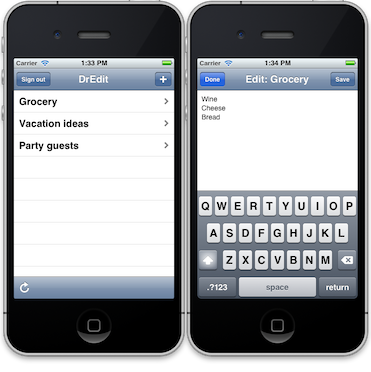 Carrier 1:33 PM
Sign out DrEdit +
Grocery
Vacation ideas
Party guests
Carrier 1:34 PM
Done Edit: Grocery Save
Wine
Cheese
Bread
Q W E R T Y U I O P
A S D F G H J K L
Z X C V B N M
.?123 space return